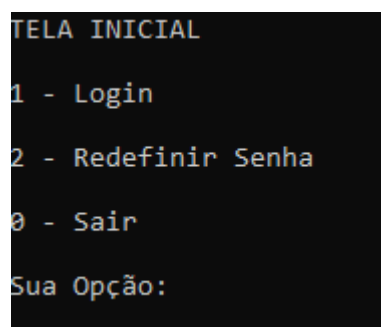 TELA INICIAL
1 - Login
2 - Redefinir Senha
0 - Sair
Sua Opção: